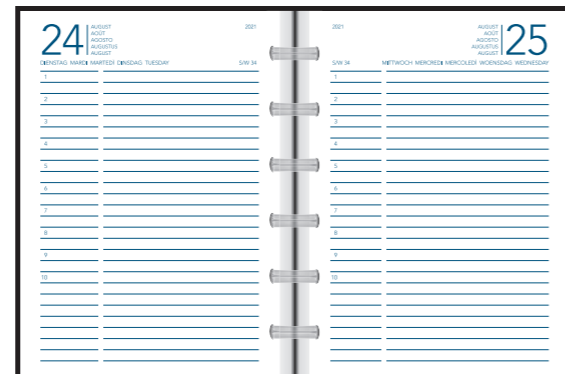 24
AUGUST
AOÛT
AGOSTO
AUGUSTUS
AUGUST
2021
DIENSTAG MARDI MARTEDÌ DINSDAG TUESDAY
S/W 34
1
2
3
4
5
6
7
8
9
10
2021
AUGUST
AOÛT
AGOSTO
AUGUSTUS
AUGUST
25
S/W 34
MITTWOCH MERCREDI MERCOLEDÌ WOENSDAG WEDNESDAY
1
2
3
4
5
6
7
8
9
10